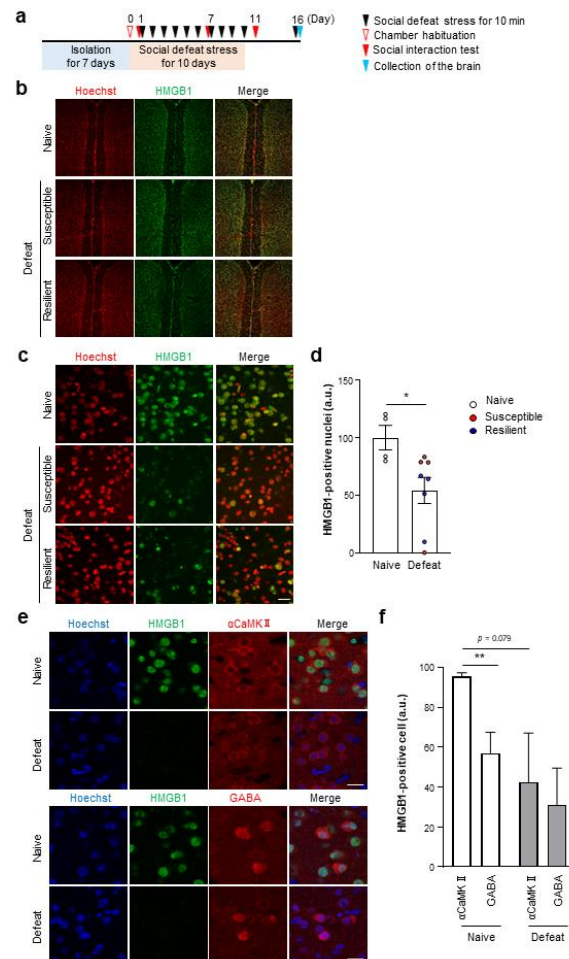 a
0 1 7 11 16 (Day)
Isolation
for 7 days
Social defeat stress
for 10 days
Social defeat stress for 10 min
Chamber habituation
Social interaction test
Collection of the brain
b
Hoechst HMGB1 Merge
Naive
Defeat
Susceptible
Resilient
c
Hoechst HMGB1 Merge
Naive
Defeat
Susceptible
Resilient
d
HMGB1-positive nuclei (a.u.)
150
100
50
0
*
Naive Defeat
Naive
Susceptible
Resilient
e
Hoechst HMGB1 αCaMKⅡ Merge
Naive
Defeat
Hoechst HMGB1 GABA Merge
Naive
Defeat
f
HMGB1-positive cell (a.u.)
p = 0.079
**
100
80
60
40
20
0
αCaMKⅡ GABA αCaMKⅡ GABA
Naive Defeat